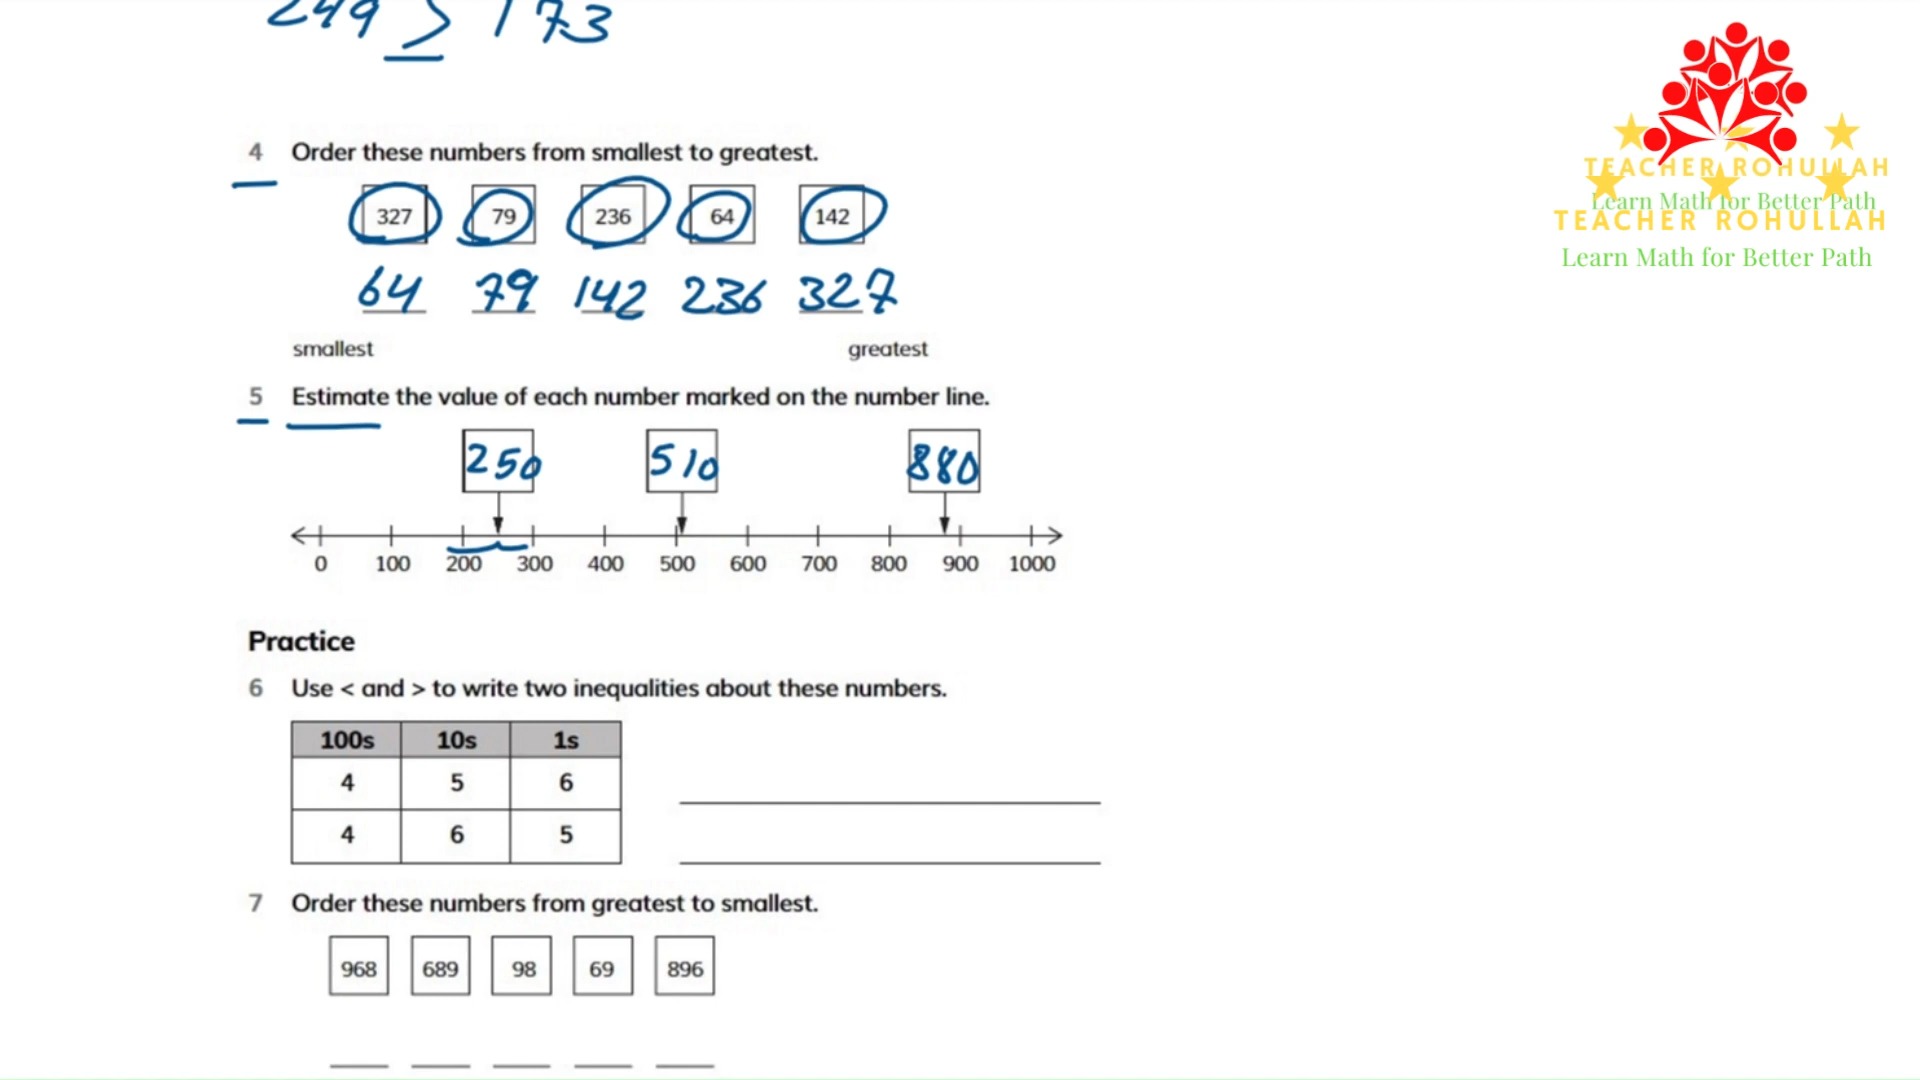 249 > 173
4 Order these numbers from smallest to greatest.
327 79 236 64 142
64 79 142 236 327
smallest greatest
5 Estimate the value of each number marked on the number line.
250 510 880
0 100 200 300 400 500 600 700 800 900 1000
Practice
6 Use < and > to write two inequalities about these numbers.
100s 10s 1s
4 5 6
4 6 5
7 Order these numbers from greatest to smallest.
968 689 98 69 896
TEACHER ROHULLAH
Learn Math for Better Path
TEACHER ROHULLAH
Learn Math for Better Path